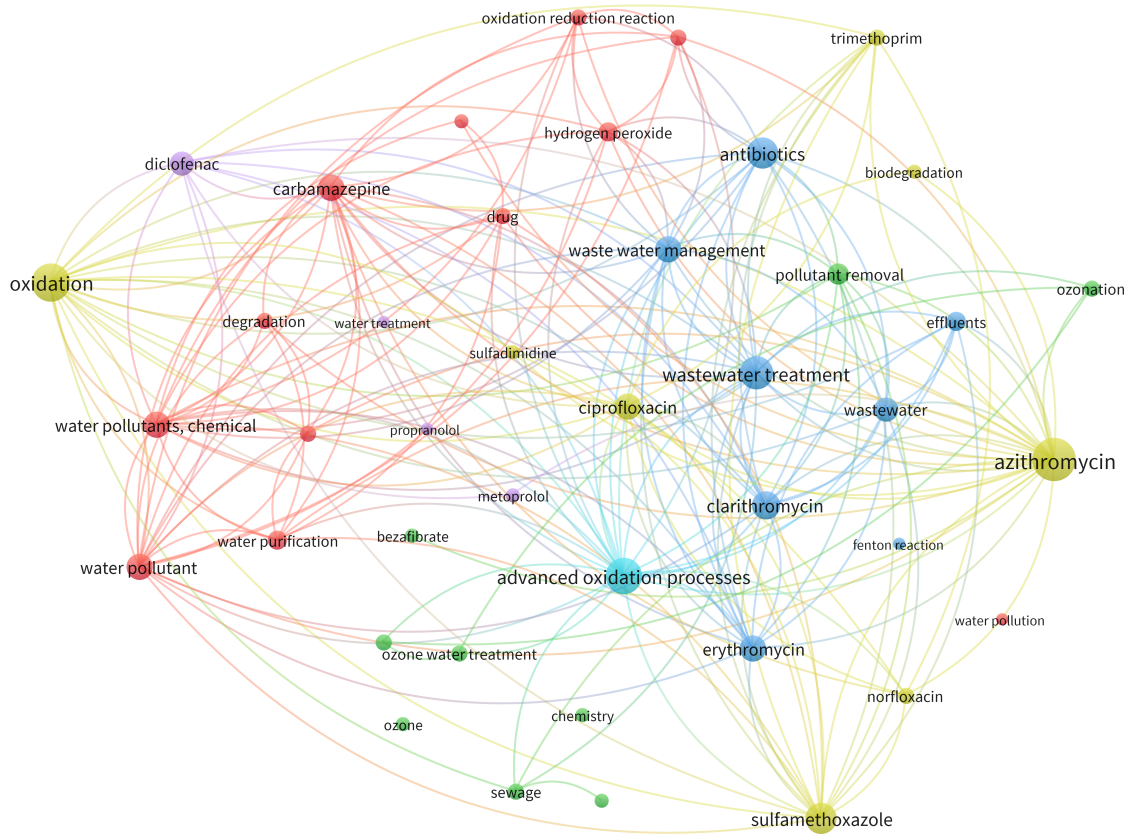 oxidation reduction reaction
trimethoprim
hydrogen peroxide
antibiotics
diclofenac
biodegradation
carbamazepine
drug
waste water management
pollutant removal
oxidation
ozonation
degradation
water treatment
effluents
sulfadimidine
wastewater treatment
ciprofloxacin
wastewater
water pollutants, chemical
propranolol
azithromycin
metoprolol
clarithromycin
water purification
bezafibrate
fenton reaction
water pollutant
advanced oxidation processes
water pollution
ozone water treatment
erythromycin
norfloxacin
chemistry
ozone
sewage
sulfamethoxazole